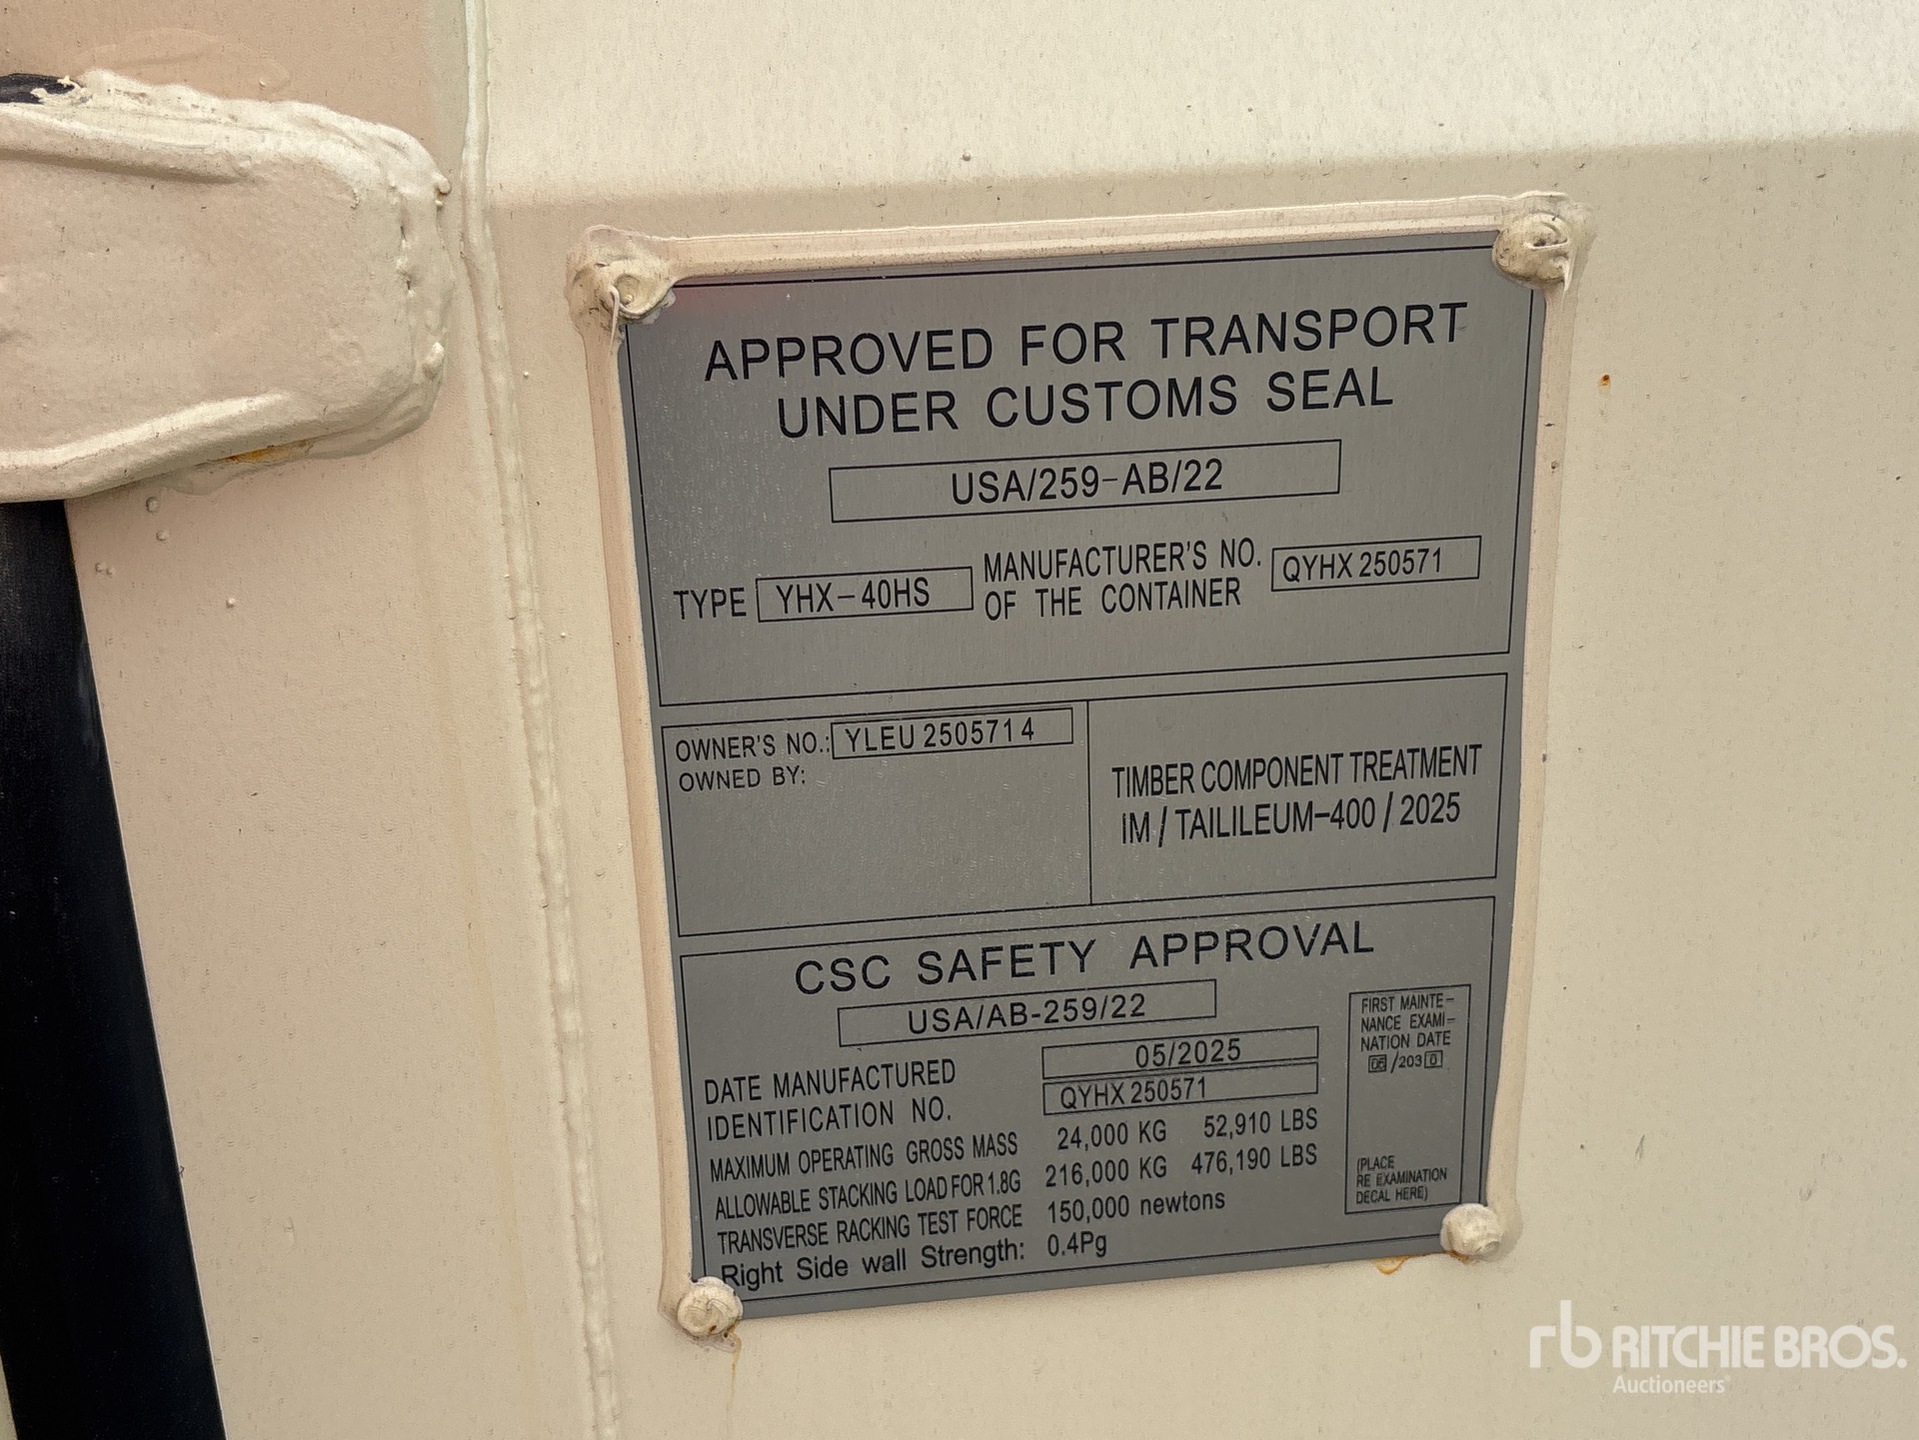 APPROVED FOR TRANSPORT
UNDER CUSTOMS SEAL
USA/259-AB/22
TYPE YHX-40HS MANUFACTURER'S NO. OF THE CONTAINER QYHX 250571
OWNER'S NO.: YLEU 250571 4
OWNED BY:
TIMBER COMPONENT TREATMENT
IM / TAILILEUM-400 / 2025
CSC SAFETY APPROVAL
USA/AB-259/22
DATE MANUFACTURED 05/2025
IDENTIFICATION NO. QYHX 250571
MAXIMUM OPERATING GROSS MASS 24,000 KG 52,910 LBS
ALLOWABLE STACKING LOAD FOR 1.8G 216,000 KG 476,190 LBS
TRANSVERSE RACKING TEST FORCE 150,000 newtons
Right Side wall Strength: 0.4Pg
FIRST MAINTE-
NANCE EXAMI-
NATION DATE
05/2030
(PLACE
RE EXAMINATION
DECAL HERE)
rb RITCHIE BROS.
Auctioneers